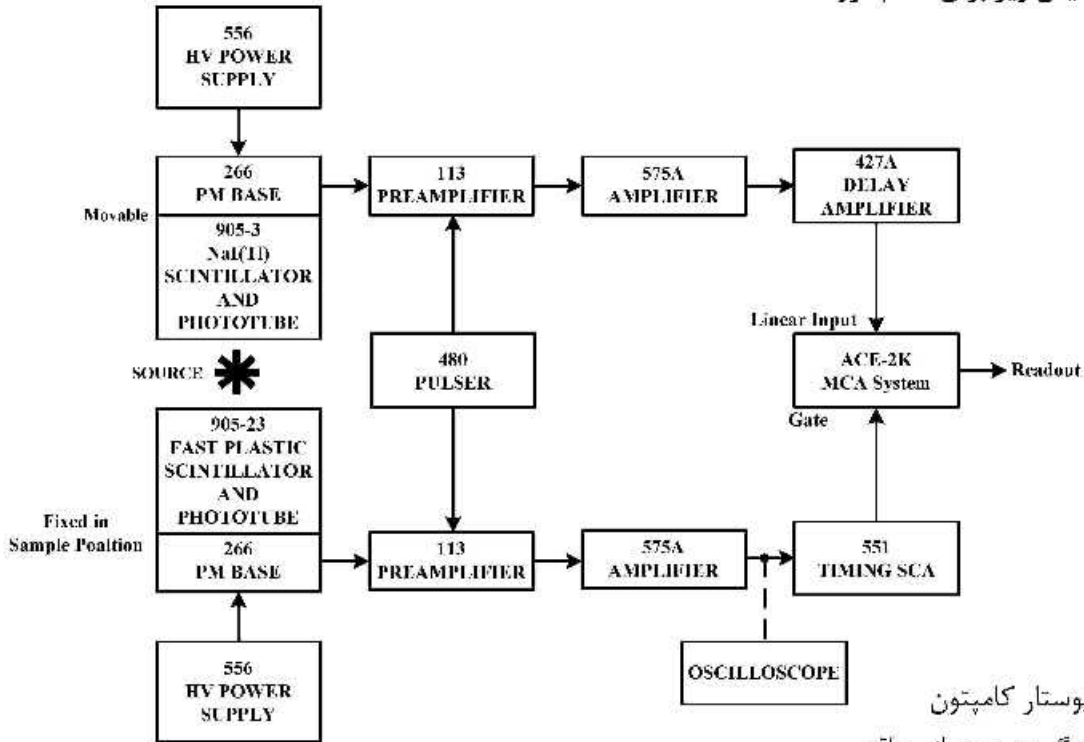 556
HV POWER
SUPPLY
266
PM BASE
113
PREAMPLIFIER
575A
AMPLIFIER
427A
DELAY
AMPLIFIER
Movable
905-3
NaI(Tl)
SCINTILLATOR
AND
PHOTOTUBE
SOURCE
480
PULSER
Linear Input
ACE-2K
MCA System
Readout
Gate
905-23
FAST PLASTIC
SCINTILLATOR
AND
PHOTOTUBE
Fixed in
Sample Position
266
PM BASE
113
PREAMPLIFIER
575A
AMPLIFIER
551
TIMING SCA
556
HV POWER
SUPPLY
OSCILLOSCOPE
کامپتون